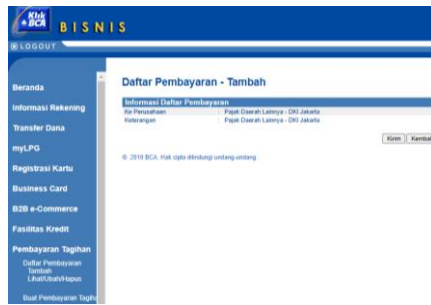 Klik
BCA
BISNIS
LOGOUT
Beranda
Informasi Rekening
Transfer Dana
myLPG
Registrasi Kartu
Business Card
B2B e-Commerce
Fasilitas Kredit
Pembayaran Tagihan
Daftar Pembayaran
Tambah
Lihat/Ubah/Hapus
Buat Pembayaran Tagiha
Daftar Pembayaran - Tambah
Informasi Daftar Pembayaran
Ke Perusahaan : Pajak Daerah Lainnya - DKI Jakarta
Keterangan : Pajak Daerah Lainnya - DKI Jakarta
Kirim Kembali
© 2018 BCA. Hak cipta dilindungi undang-undang.